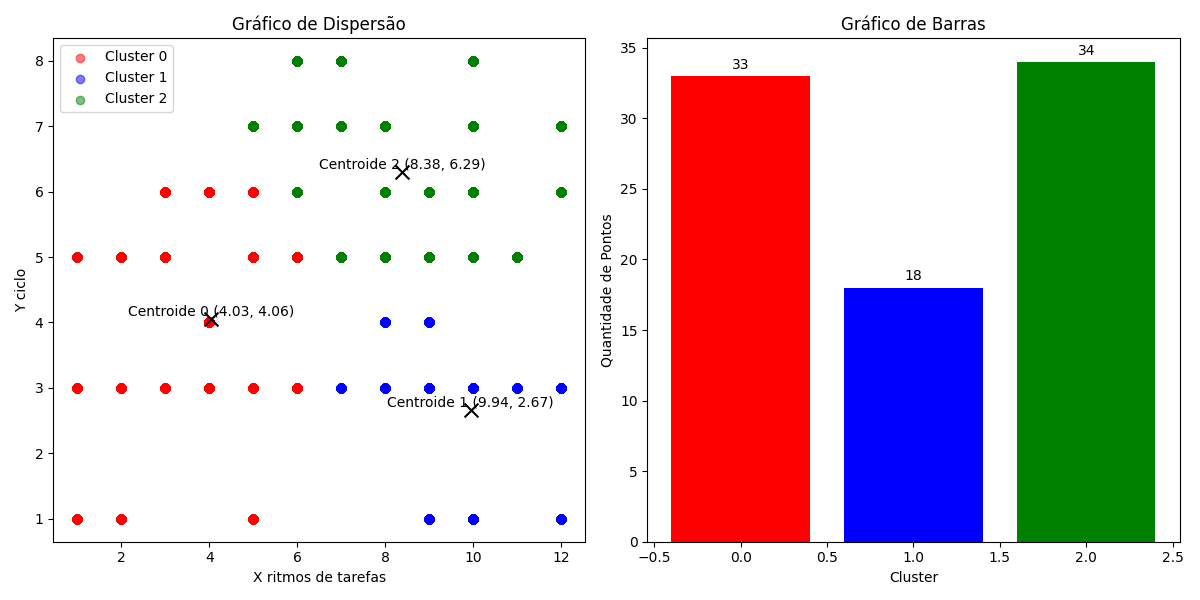 Gráfico de Dispersão
Cluster 0
Cluster 1
Cluster 2
Centroide 2 (8.38, 6.29)
Centroide 0 (4.03, 4.06)
Centroide 1 (9.94, 2.67)
Y ciclo
8
7
6
5
4
3
2
1
2 4 6 8 10 12
X ritmos de tarefas
Gráfico de Barras
33
18
34
Quantidade de Pontos
35
30
25
20
15
10
5
0
−0.5 0.0 0.5 1.0 1.5 2.0 2.5
Cluster